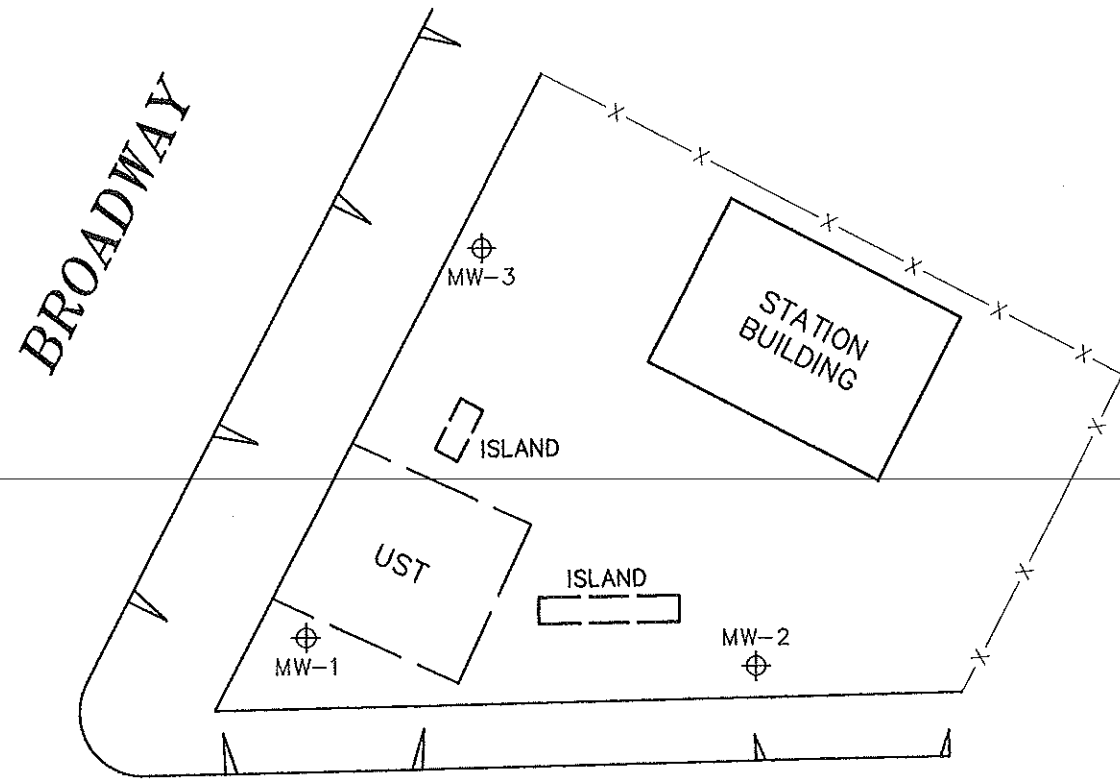 BROADWAY
MW-3
STATION
BUILDING
ISLAND
UST
ISLAND
MW-1
MW-2